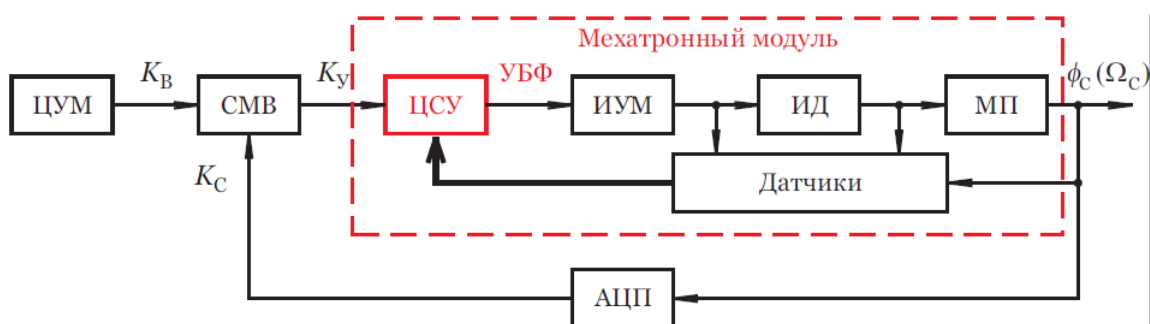 Мехатронный модуль
K_В
K_У
УБФ
ϕ_С (Ω_С)
ЦУМ
СМВ
ЦСУ
ИУМ
ИД
МП
K_С
Датчики
АЦП